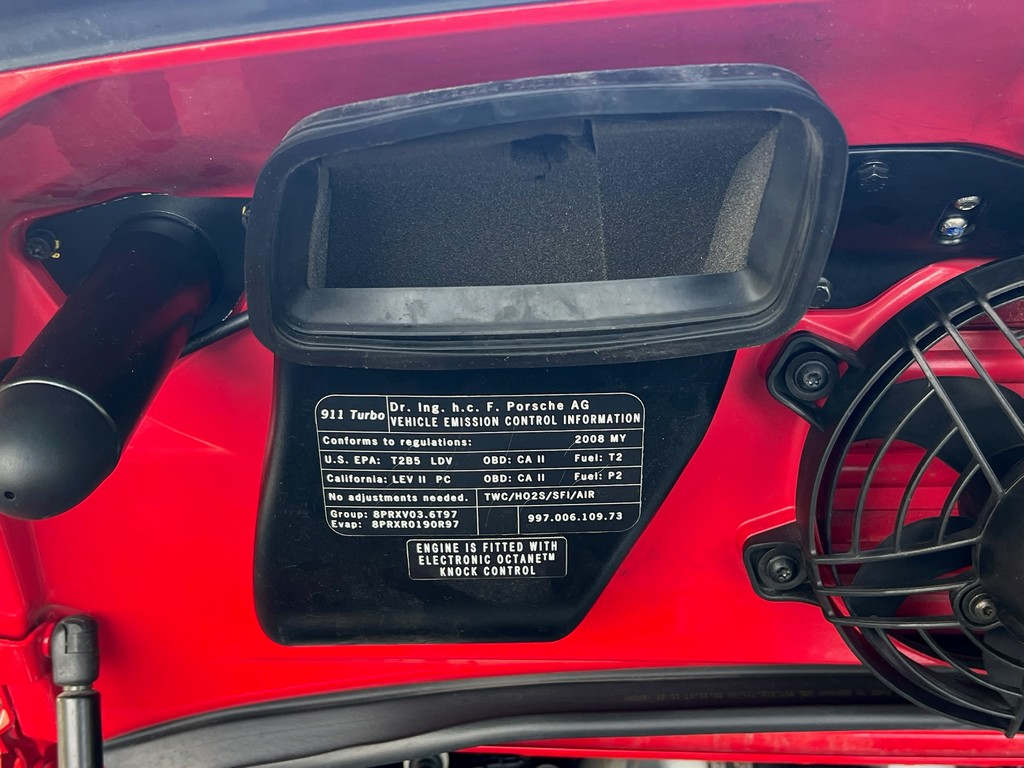 911 Turbo
Dr. Ing. h.c. F. Porsche AG
VEHICLE EMISSION CONTROL INFORMATION
Conforms to regulations: 2008 MY
U.S. EPA: T2B5 LDV OBD: CA II Fuel: T2
California: LEV II PC OBD: CA II Fuel: P2
No adjustments needed. TWC/HO2S/SFI/AIR
Group: 8PRXV03.6T97
Evap: 8PRXR0190R97
997.006.109.73
ENGINE IS FITTED WITH
ELECTRONIC OCTANE™
KNOCK CONTROL